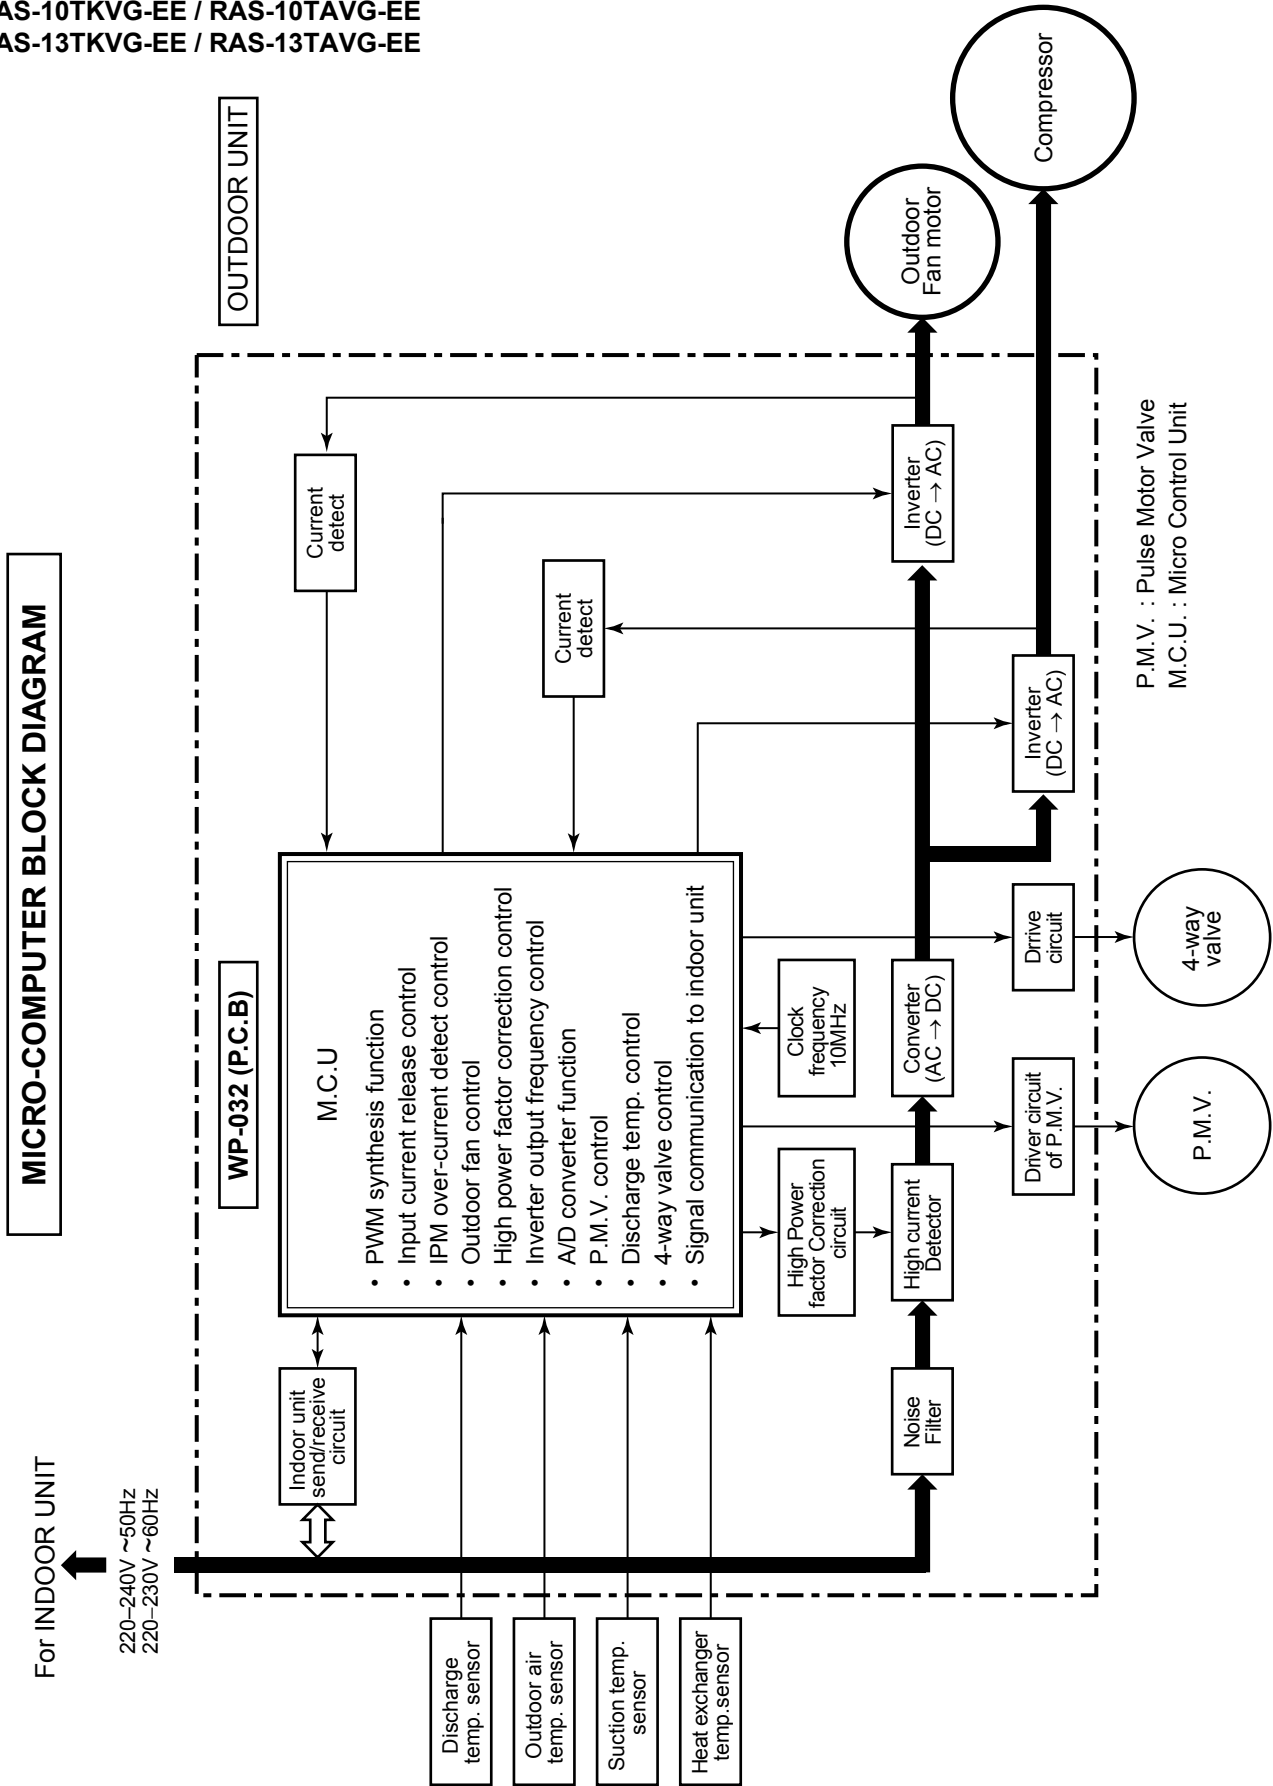 AS-10TKVG-EE / RAS-10TAVG-EE
AS-13TKVG-EE / RAS-13TAVG-EE
MICRO-COMPUTER BLOCK DIAGRAM
For INDOOR UNIT
220–240V ~50Hz
220–230V ~60Hz
WP-032 (P.C.B)
OUTDOOR UNIT
Indoor unit
send/receive
circuit
M.C.U
• PWM synthesis function
• Input current release control
• IPM over-current detect control
• Outdoor fan control
• High power factor correction control
• Inverter output frequency control
• A/D converter function
• P.M.V. control
• Discharge temp. control
• 4-way valve control
• Signal communication to indoor unit
Current
detect
Current
detect
Discharge
temp. sensor
Outdoor air
temp. sensor
Suction temp.
sensor
Heat exchanger
temp.sensor
High Power
factor Correction
circuit
Clock
frequency
10MHz
Noise
Filter
High current
Detector
Converter
(AC → DC)
Inverter
(DC → AC)
Outdoor
Fan motor
Driver circuit
of P.M.V.
Drrive
circuit
Inverter
(DC → AC)
Compressor
P.M.V.
4-way
valve
P.M.V. : Pulse Motor Valve
M.C.U. : Micro Control Unit